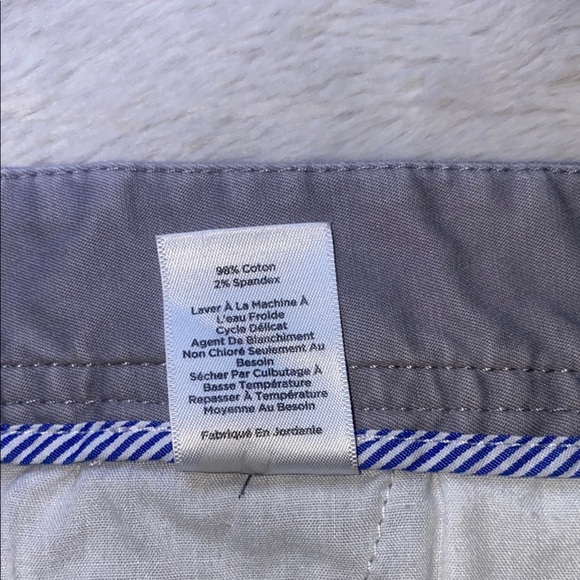 98% Coton
2% Spandex
Laver À La Machine À
L'eau Froide
Cycle Délicat
Agent De Blanchiment
Non Chloré Seulement Au
Besoin
Sécher Par Culbutage À
Basse Température
Repasser À Température
Moyenne Au Besoin
Fabriqué En Jordanie